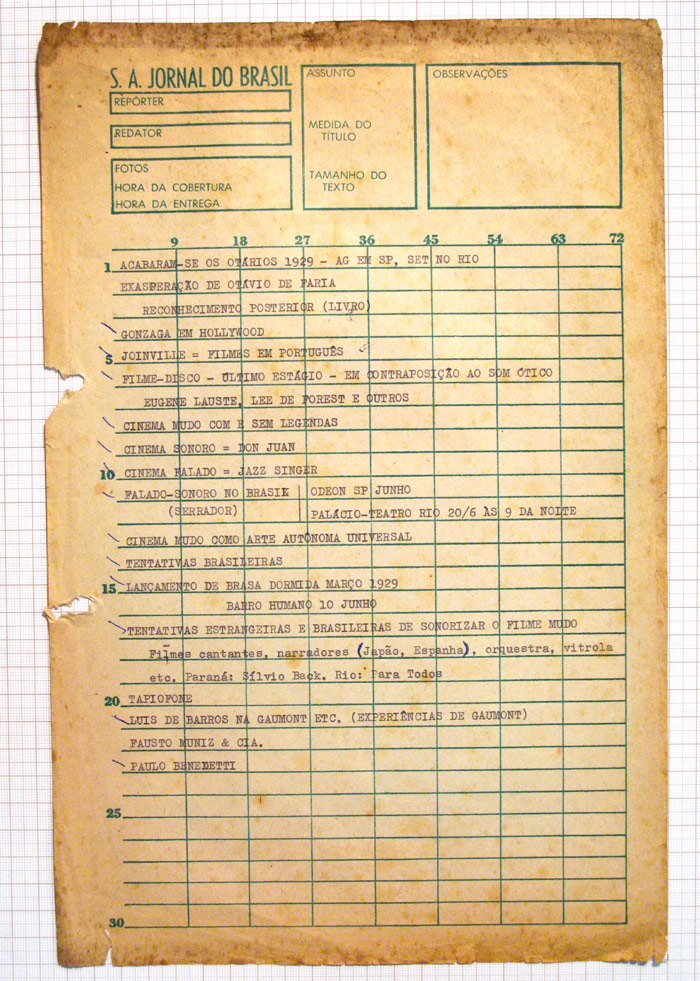 S. A. JORNAL DO BRASIL
REPÓRTER
REDATOR
FOTOS
HORA DA COBERTURA
HORA DA ENTREGA
ASSUNTO
MEDIDA DO
TÍTULO
TAMANHO DO
TEXTO
OBSERVAÇÕES
9 18 27 36 45 54 63 72
1 ACABARAM-SE OS OTÁRIOS 1929 - AG EM SP, SET NO RIO
EXASPERAÇÃO DE OTÁVIO DE FARIA
RECONHECIMENTO POSTERIOR (LIVRO)
GONZAGA EM HOLLYWOOD
5 JOINVILLE = FILMES EM PORTUGUÊS
FILME-DISCO - ÚLTIMO ESTÁGIO - EM CONTRAPOSIÇÃO AO SOM ÓTICO
EUGENE LAUSTE, LEE DE FOREST E OUTROS
CINEMA MUDO COM E SEM LEGENDAS
CINEMA SONORO = DON JUAN
10 CINEMA FALADO = JAZZ SINGER
FALADO-SONORO NO BRASIL | ODEON SP JUNHO
(SERRADOR) | PALÁCIO-TEATRO RIO 20/6 ÀS 9 DA NOITE
CINEMA MUDO COMO ARTE AUTÔNOMA UNIVERSAL
TENTATIVAS BRASILEIRAS
15 LANÇAMENTO DE BRASA DORMIDA MARÇO 1929
BARRO HUMANO 10 JUNHO
TENTATIVAS ESTRANGEIRAS E BRASILEIRAS DE SONORIZAR O FILME MUDO
Filmes cantantes, narradores (Japão, Espanha), orquestra, vitrola
etc. Paraná: Sílvio Back. Rio: Para Todos
20 TAPIOFONE
LUIS DE BARROS NA GAUMONT ETC. (EXPERIÊNCIAS DE GAUMONT)
FAUSTO MUNIZ & CIA.
PAULO BENEDETTI
25
30